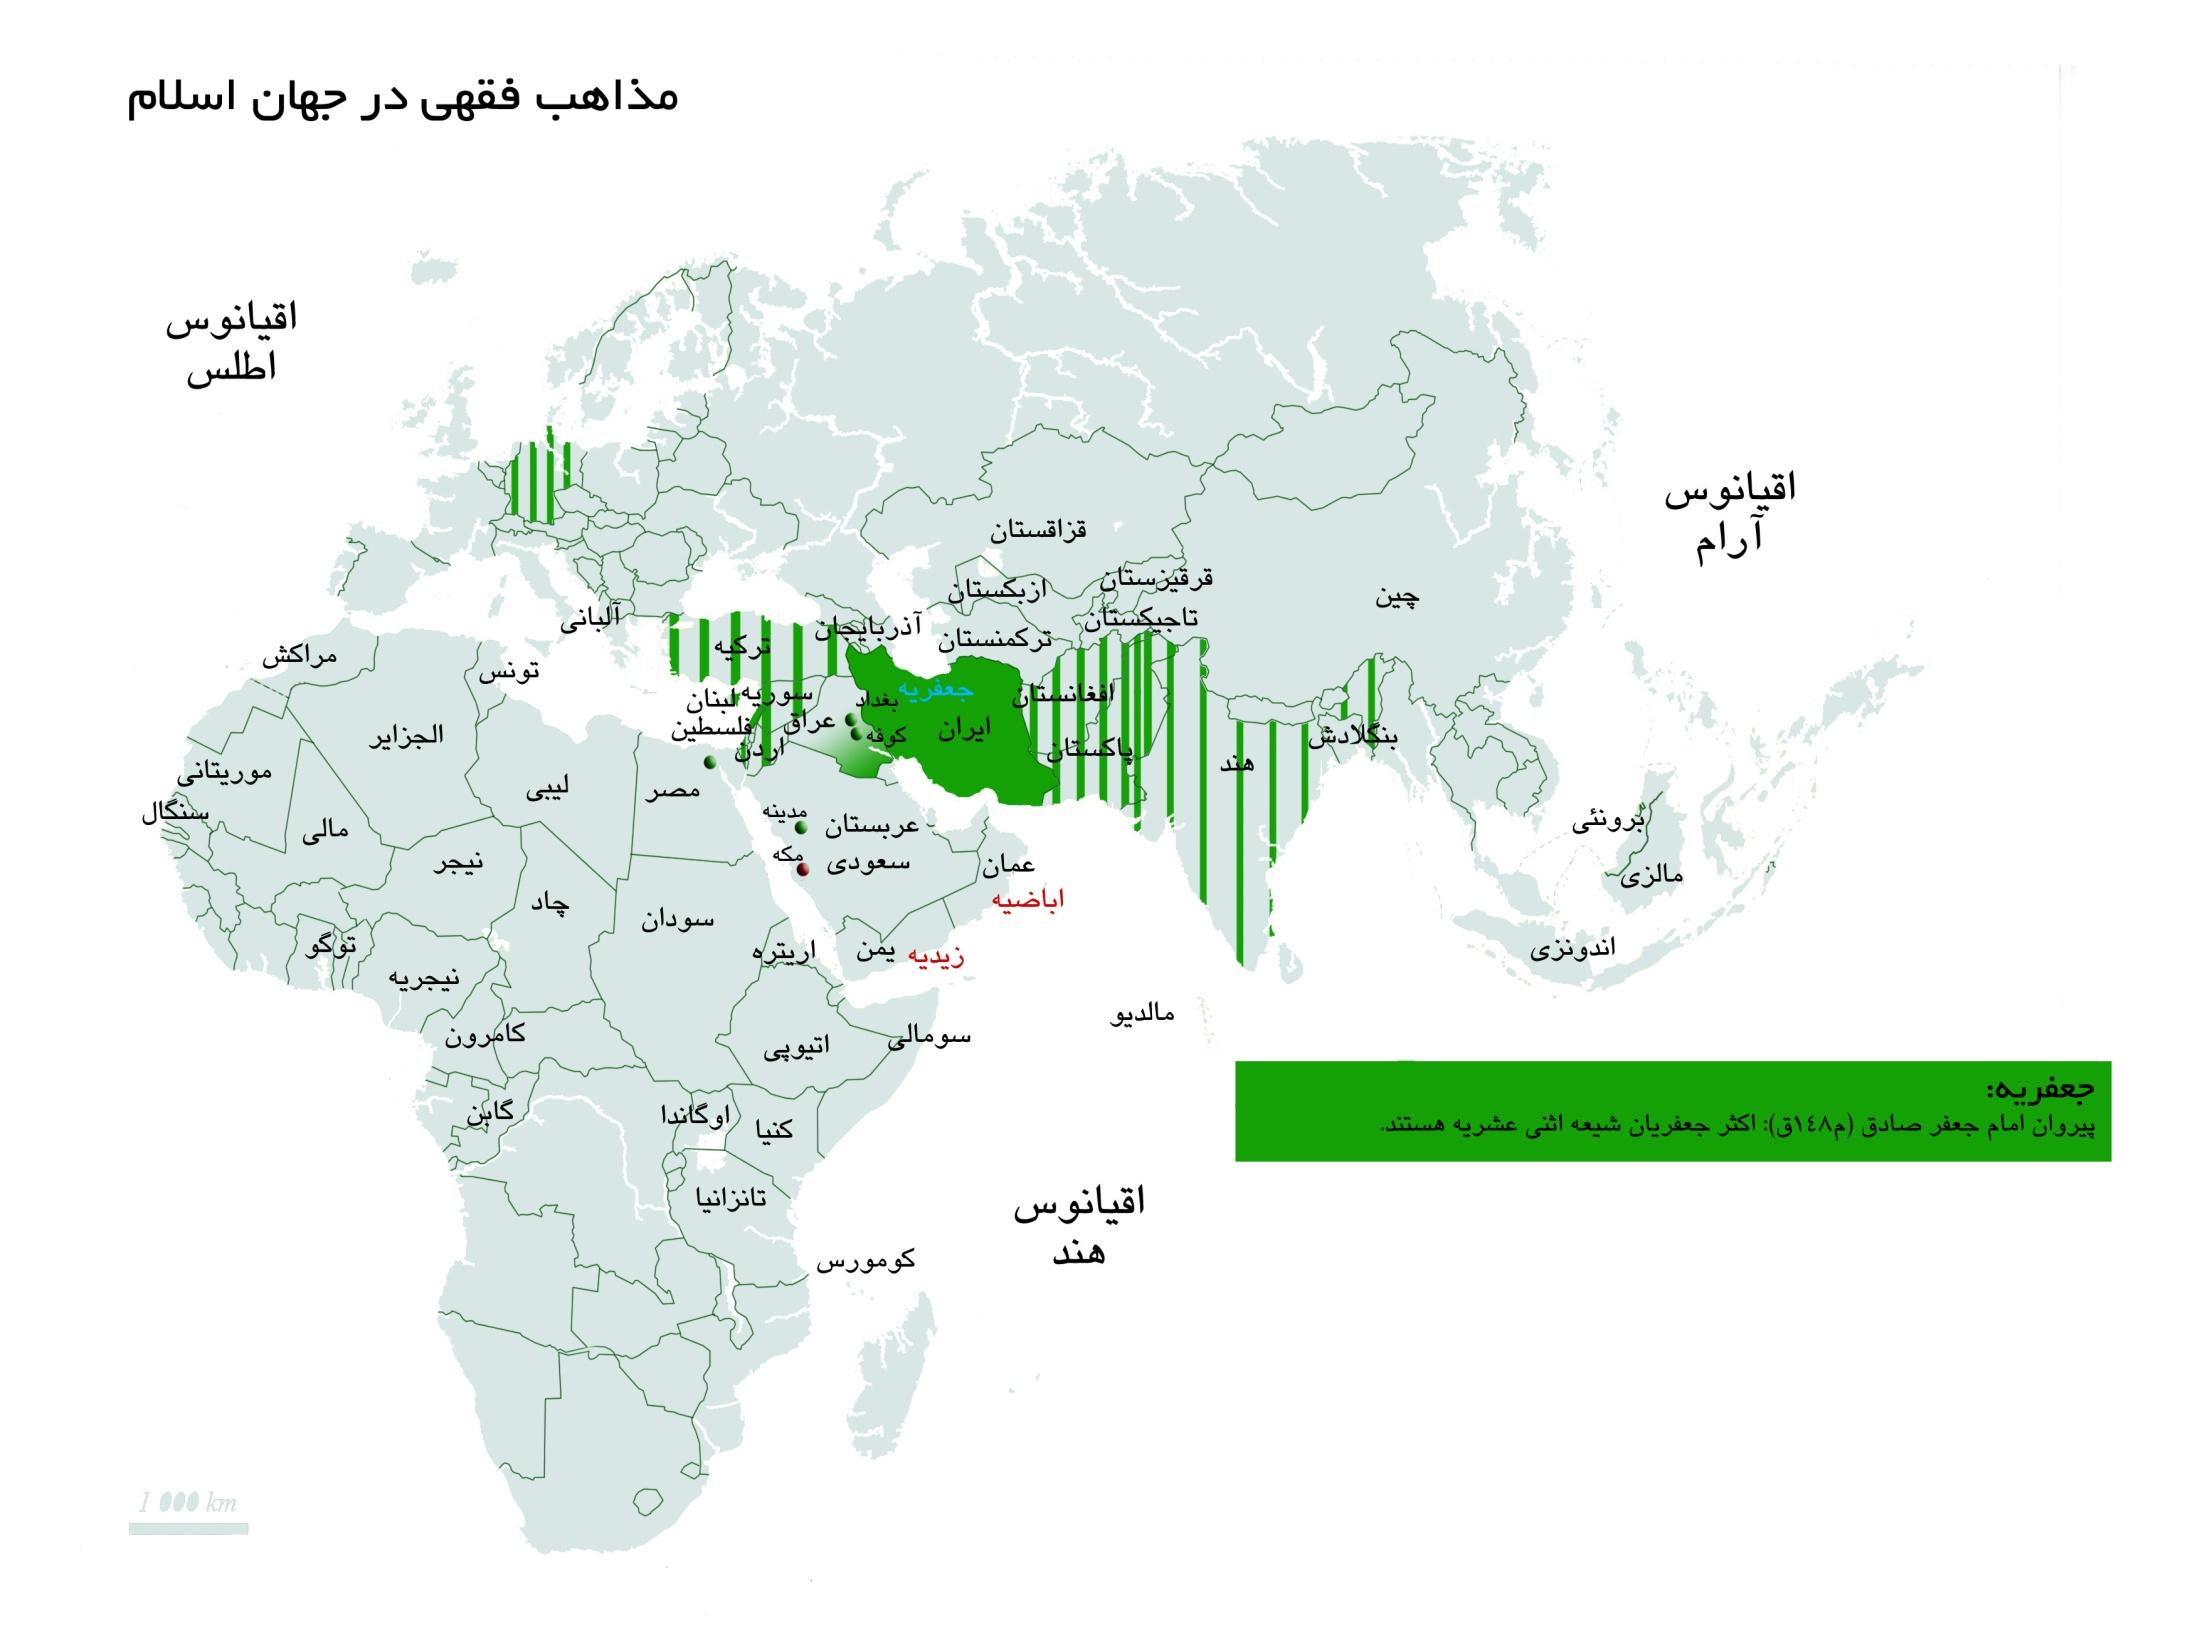 مذاهب فقهی در جهان اسلام
اقیانوس
اطلس
اقیانوس
آرام
قزاقستان
قرقیزستان
ازبکستان
چین
تاجیکستان
آلبانی
آذربایجان
ترکمنستان
ترکیه
مراکش
تونس
جعفریه
افغانستان
سوریه
لبنان
بغداد
عراق
فلسطین
کوفه
ایران
اردن
پاکستان
هند
بنگلادش
الجزایر
موریتانی
لیبی
مصر
سنگال
مالی
مدینه
عربستان
سعودی
مکه
برونئی
مالزی
نیجر
عمان
اباضیه
چاد
سودان
توگو
اریتره
یمن
زیدیه
اندونزی
نیجریه
مالدیو
کامرون
اتیوپی
سومالی
گابن
اوگاندا
کنیا
تانزانیا
کومورس
اقیانوس
هند
جعفریه:
پیروان امام جعفر صادق (م١٤٨ق): اکثر جعفریان شیعه اثنی عشریه هستند.
1 000 km